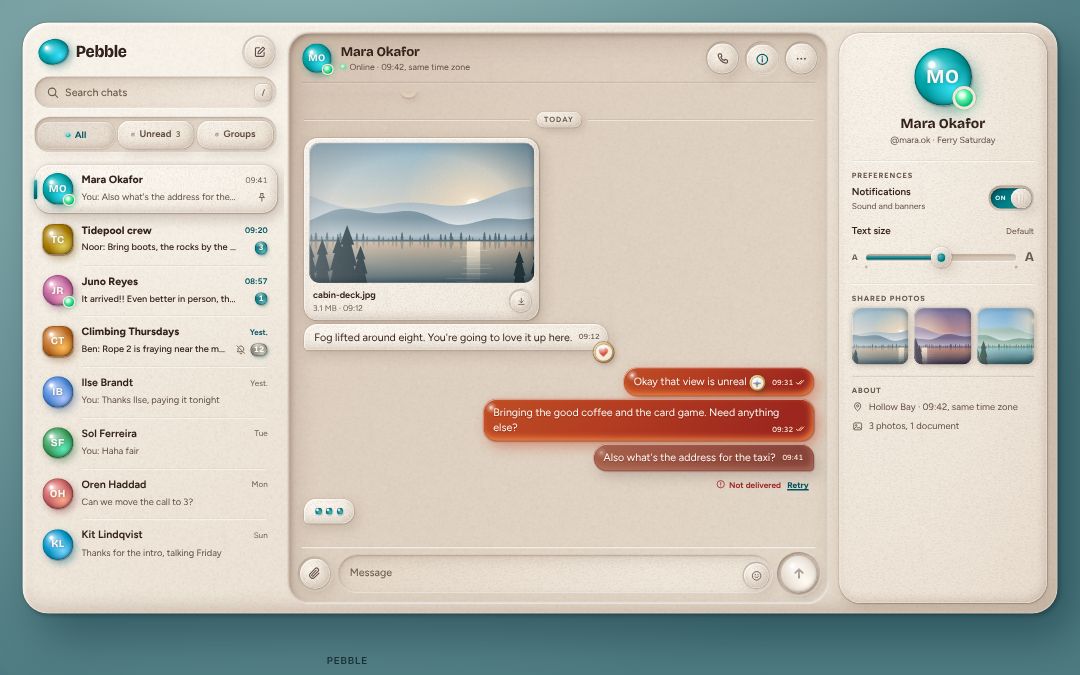 Pebble
Search chats
/
All
Unread 3
Groups
MO
Mara Okafor
09:41
You: Also what's the address for the...
TC
Tidepool crew
09:20
Noor: Bring boots, the rocks by the ...
3
JR
Juno Reyes
08:57
It arrived!! Even better in person, th...
1
CT
Climbing Thursdays
Yest.
Ben: Rope 2 is fraying near the m...
12
IB
Ilse Brandt
Yest.
You: Thanks Ilse, paying it tonight
SF
Sol Ferreira
Tue
You: Haha fair
OH
Oren Haddad
Mon
Can we move the call to 3?
KL
Kit Lindqvist
Sun
Thanks for the intro, talking Friday
MO
Mara Okafor
Online · 09:42, same time zone
TODAY
cabin-deck.jpg
3.1 MB · 09:12
Fog lifted around eight. You're going to love it up here. 09:12
Okay that view is unreal 09:31
Bringing the good coffee and the card game. Need anything
else? 09:32
Also what's the address for the taxi? 09:41
Not delivered Retry
Message
MO
Mara Okafor
@mara.ok · Ferry Saturday
PREFERENCES
Notifications
Sound and banners
ON
Text size
Default
A
A
SHARED PHOTOS
ABOUT
Hollow Bay · 09:42, same time zone
3 photos, 1 document
PEBBLE